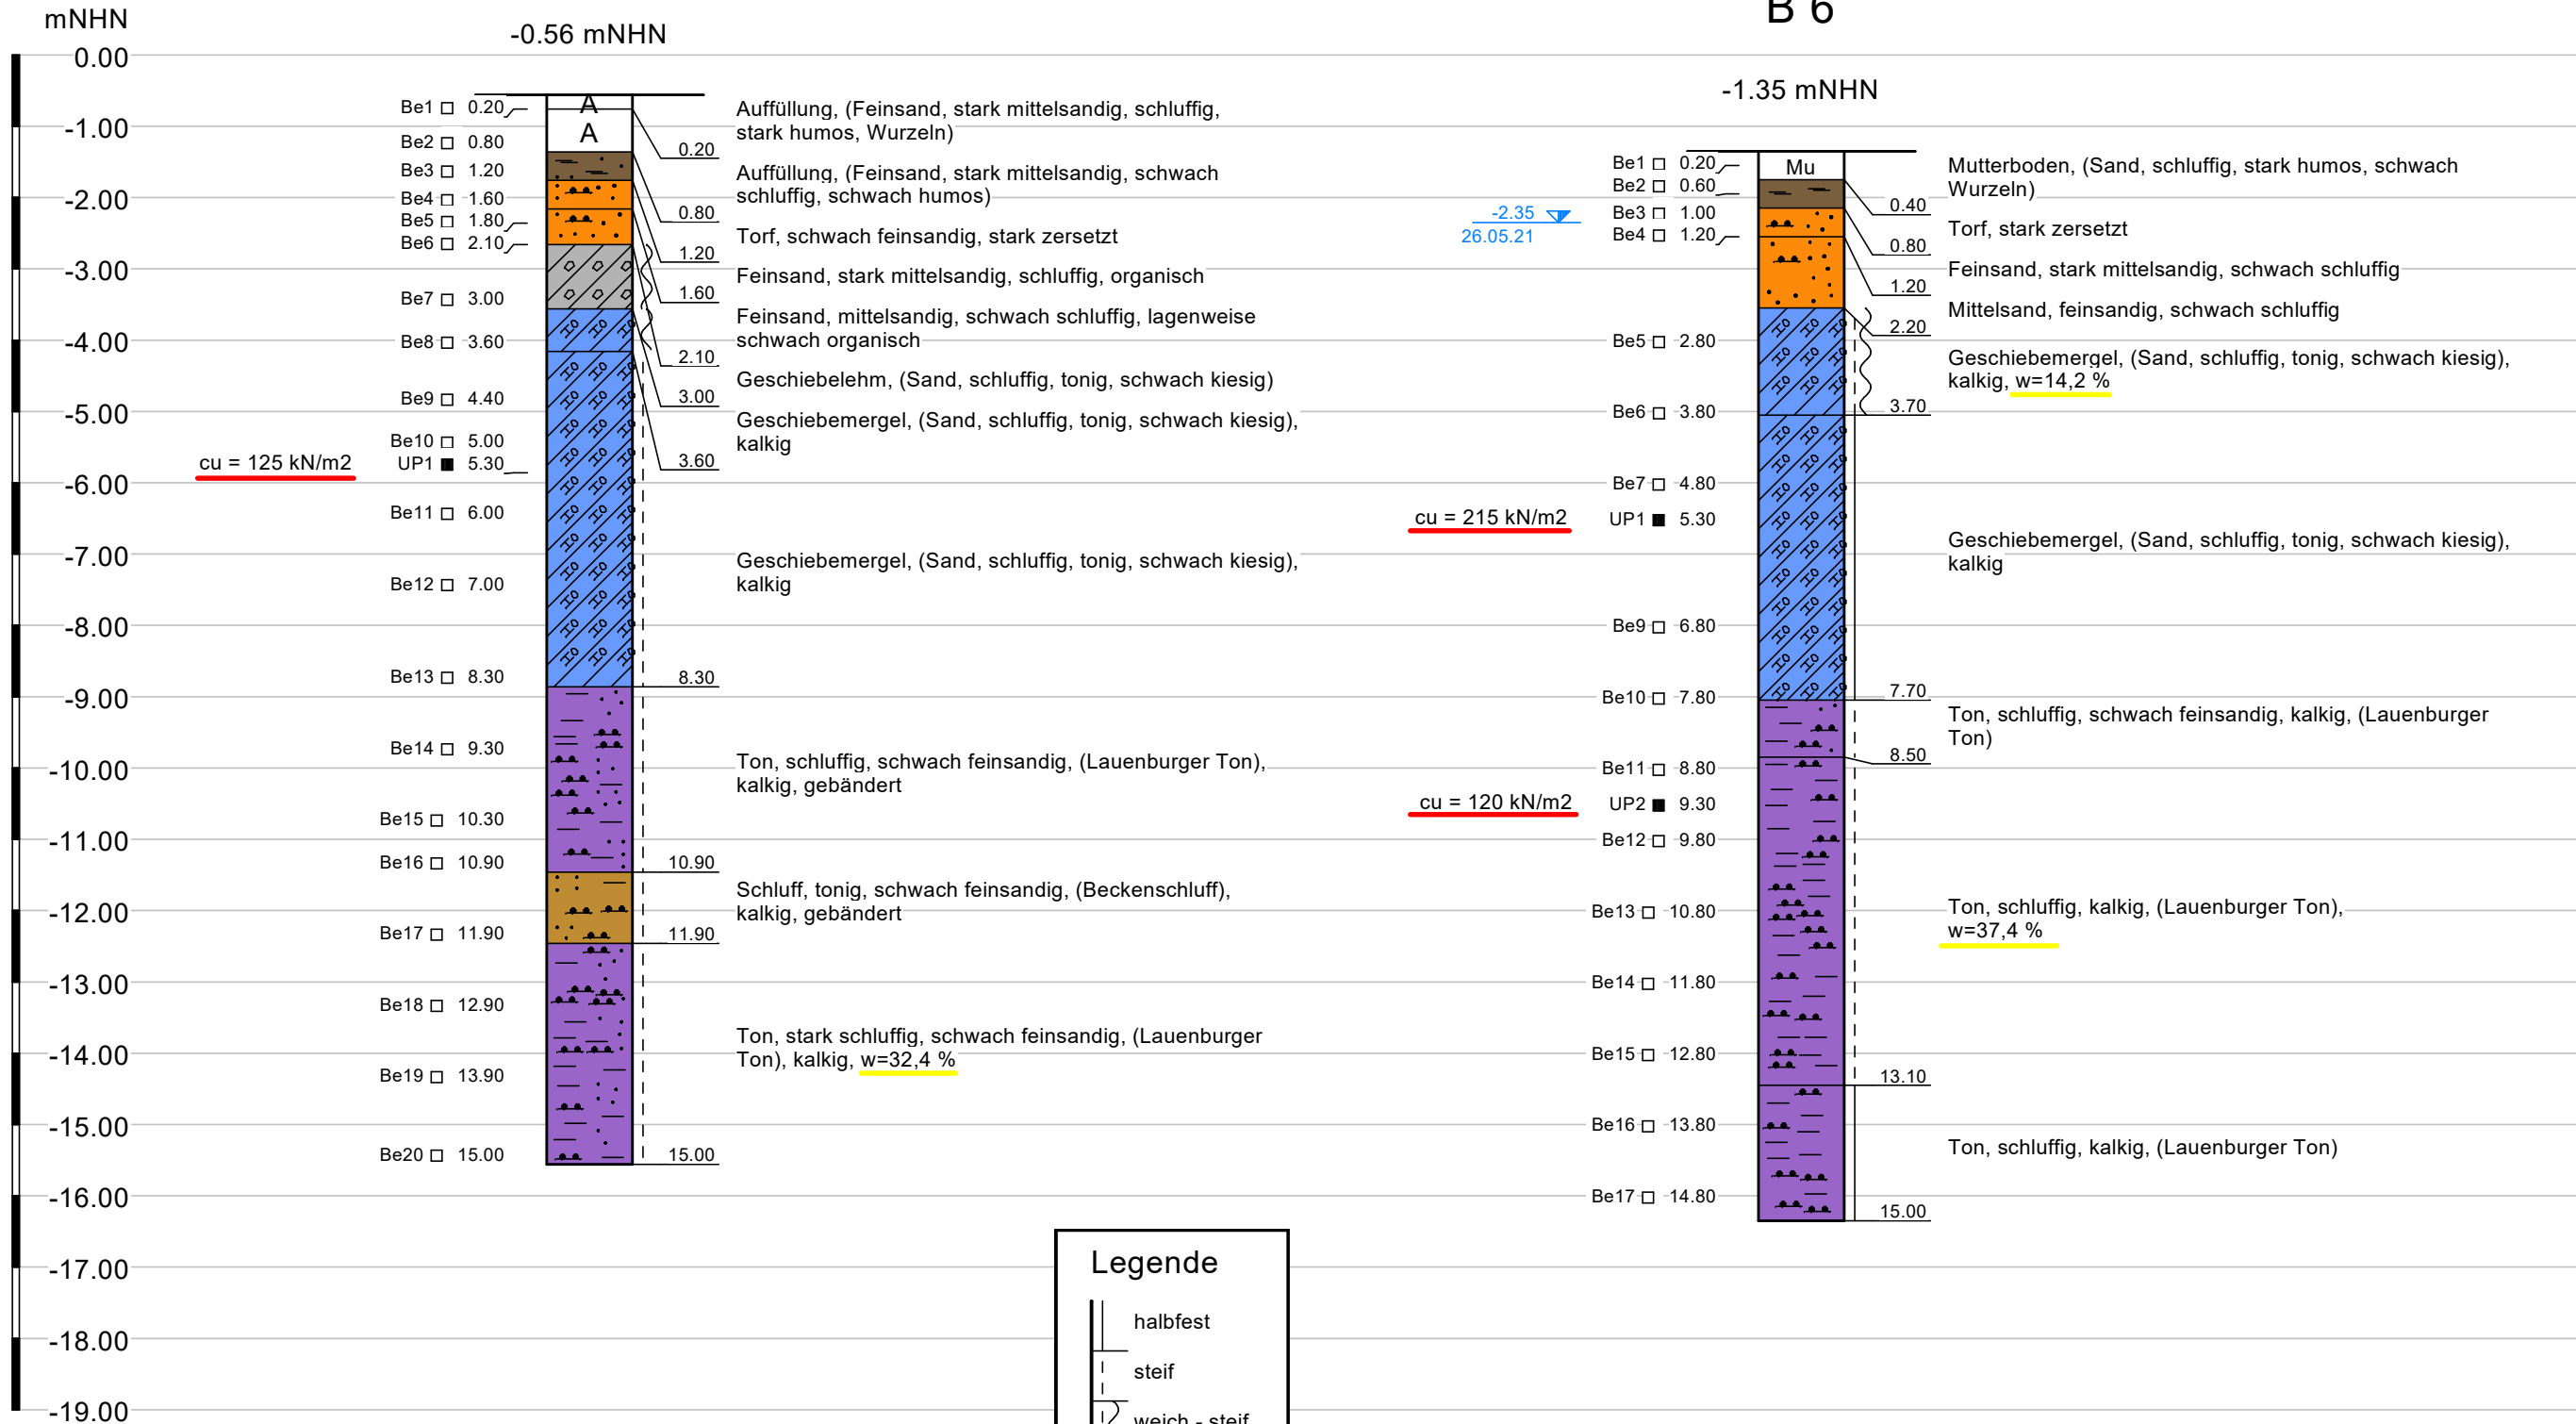 mNHN
0.00
-1.00
-2.00
-3.00
-4.00
-5.00
-6.00
-7.00
-8.00
-9.00
-10.00
-11.00
-12.00
-13.00
-14.00
-15.00
-16.00
-17.00
-18.00
-19.00
-0.56 mNHN
Be1 0.20
Be2 0.80
Be3 1.20
Be4 1.60
Be5 1.80
Be6 2.10
Be7 3.00
Be8 3.60
Be9 4.40
Be10 5.00
cu = 125 kN/m2 UP1 5.30
Be11 6.00
Be12 7.00
Be13 8.30
Be14 9.30
Be15 10.30
Be16 10.90
Be17 11.90
Be18 12.90
Be19 13.90
Be20 15.00
A
A
0.20
0.80
1.20
1.60
2.10
3.00
3.60
8.30
10.90
11.90
15.00
Auffüllung, (Feinsand, stark mittelsandig, schluffig,
stark humos, Wurzeln)
Auffüllung, (Feinsand, stark mittelsandig, schwach
schluffig, schwach humos)
Torf, schwach feinsandig, stark zersetzt
Feinsand, stark mittelsandig, schluffig, organisch
Feinsand, mittelsandig, schwach schluffig, lagenweise
schwach organisch
Geschiebelehm, (Sand, schluffig, tonig, schwach kiesig)
Geschiebemergel, (Sand, schluffig, tonig, schwach kiesig),
kalkig
Geschiebemergel, (Sand, schluffig, tonig, schwach kiesig),
kalkig
Ton, schluffig, schwach feinsandig, (Lauenburger Ton),
kalkig, gebändert
Schluff, tonig, schwach feinsandig, (Beckenschluff),
kalkig, gebändert
Ton, stark schluffig, schwach feinsandig, (Lauenburger
Ton), kalkig, w=32,4 %
B 6
-1.35 mNHN
-2.35
26.05.21
Be1 0.20
Be2 0.60
Be3 1.00
Be4 1.20
Be5 2.80
Be6 3.80
Be7 4.80
cu = 215 kN/m2 UP1 5.30
Be9 6.80
Be10 7.80
Be11 8.80
cu = 120 kN/m2 UP2 9.30
Be12 9.80
Be13 10.80
Be14 11.80
Be15 12.80
Be16 13.80
Be17 14.80
Mu
0.40
0.80
1.20
2.20
3.70
7.70
8.50
13.10
15.00
Mutterboden, (Sand, schluffig, stark humos, schwach
Wurzeln)
Torf, stark zersetzt
Feinsand, stark mittelsandig, schwach schluffig
Mittelsand, feinsandig, schwach schluffig
Geschiebemergel, (Sand, schluffig, tonig, schwach kiesig),
kalkig, w=14,2 %
Geschiebemergel, (Sand, schluffig, tonig, schwach kiesig),
kalkig
Ton, schluffig, schwach feinsandig, kalkig, (Lauenburger
Ton)
Ton, schluffig, kalkig, (Lauenburger Ton),
w=37,4 %
Ton, schluffig, kalkig, (Lauenburger Ton)
Legende
halbfest
steif
weich - steif